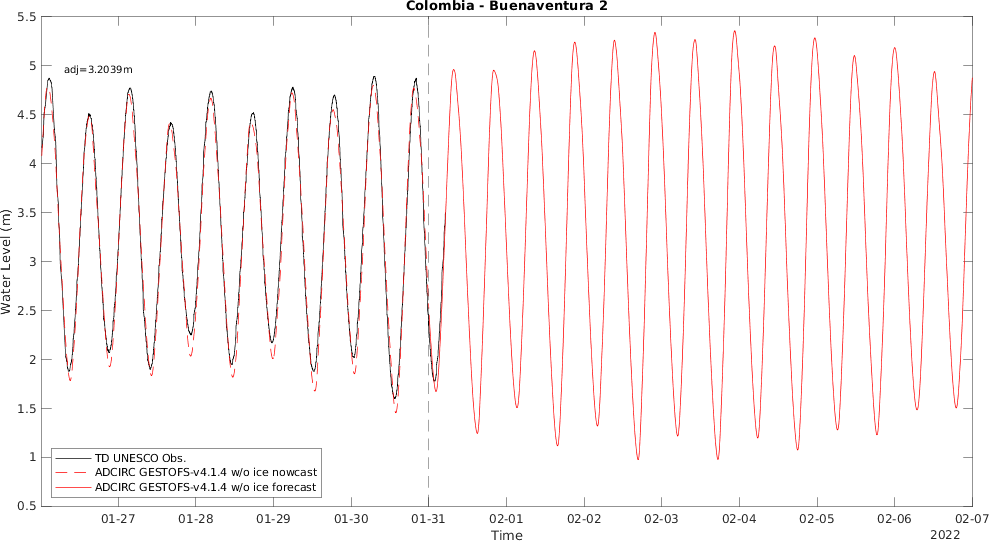 Colombia - Buenaventura 2
adj=3.2039m
Water Level (m)
5.5
5
4.5
4
3.5
3
2.5
2
1.5
1
0.5
TD UNESCO Obs.
ADCIRC GESTOFS-v4.1.4 w/o ice nowcast
ADCIRC GESTOFS-v4.1.4 w/o ice forecast
01-27 01-28 01-29 01-30 01-31 02-01 02-02 02-03 02-04 02-05 02-06 02-07
Time
2022